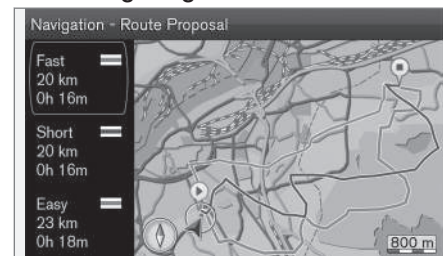 Navigation - Route Proposal
Fast
20 km
0h 16m
Short
20 km
0h 16m
Easy
23 km
0h 18m
800 m